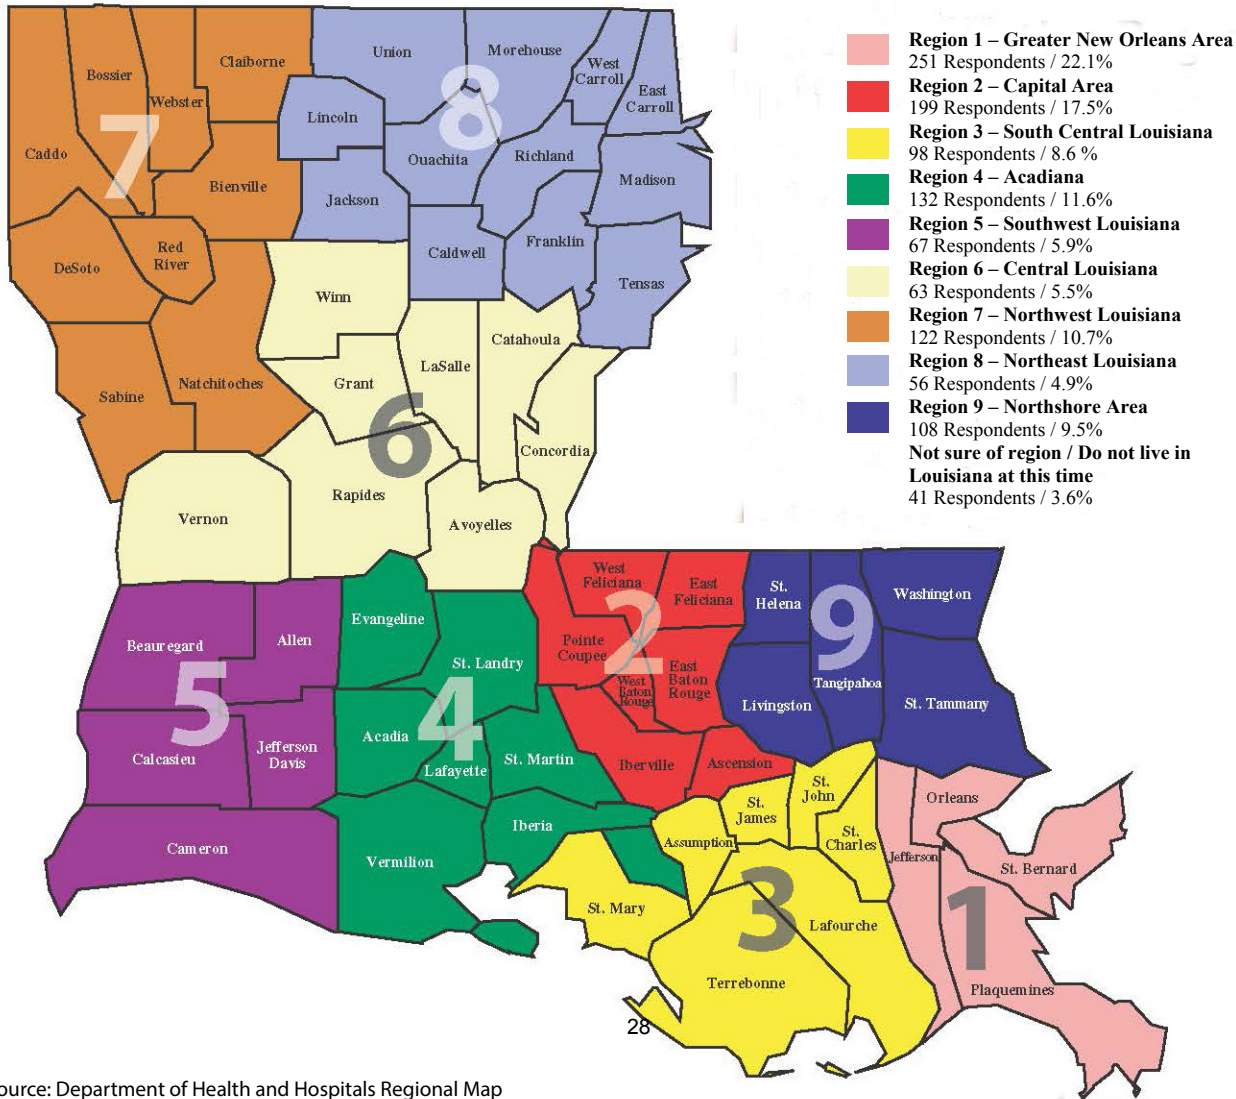 Region 1 – Greater New Orleans Area
251 Respondents / 22.1%
Region 2 – Capital Area
199 Respondents / 17.5%
Region 3 – South Central Louisiana
98 Respondents / 8.6 %
Region 4 – Acadiana
132 Respondents / 11.6%
Region 5 – Southwest Louisiana
67 Respondents / 5.9%
Region 6 – Central Louisiana
63 Respondents / 5.5%
Region 7 – Northwest Louisiana
122 Respondents / 10.7%
Region 8 – Northeast Louisiana
56 Respondents / 4.9%
Region 9 – Northshore Area
108 Respondents / 9.5%
Not sure of region / Do not live in
Louisiana at this time
41 Respondents / 3.6%
Caddo
Bossier
Webster
Claiborne
7
Bienville
DeSoto
Red
River
Sabine
Natchitoches
Union
Morehouse
West
Carroll
East
Carroll
8
Lincoln
Ouachita
Richland
Madison
Jackson
Caldwell
Franklin
Tensas
Winn
Grant
LaSalle
Catahoula
6
Concordia
Vernon
Rapides
Avoyelles
Beauregard
Allen
5
Calcasieu
Jefferson
Davis
Cameron
Evangeline
St. Landry
4
Acadia
Lafayette
St. Martin
Iberia
Vermilion
West
Feliciana
East
Feliciana
2
Pointe
Coupee
West
Baton
Rouge
East
Baton
Rouge
Iberville
Ascension
St.
Helena
9
Washington
Livingston
Tangipahoa
St. Tammany
St.
James
St.
John
St.
Charles
Assumption
St. Mary
3
Lafourche
Terrebonne
Jefferson
Orleans
St. Bernard
1
Plaquemines
28
ource: Department of Health and Hospitals Regional Map